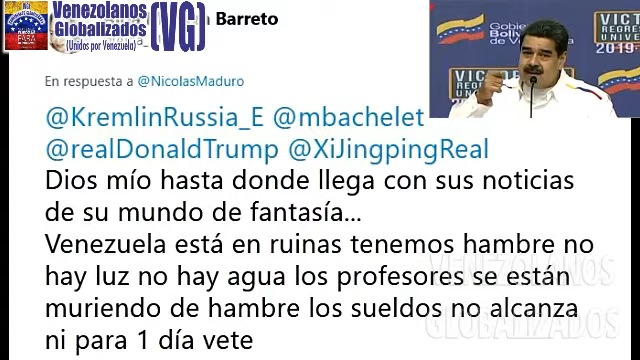 Venezolanos
Globalizados
(Unidos por Venezuela)
(VG)
Barreto
En respuesta a @NicolasMaduro
@KremlinRussia_E @mbachelet
@realDonaldTrump @XiJingpingReal
Dios mío hasta donde llega con sus noticias
de su mundo de fantasía...
Venezuela está en ruinas tenemos hambre no
hay luz no hay agua los profesores se están
muriendo de hambre los sueldos no alcanza
ni para 1 día vete
VENEZOLANOS
GLOBALIZADOS
2019